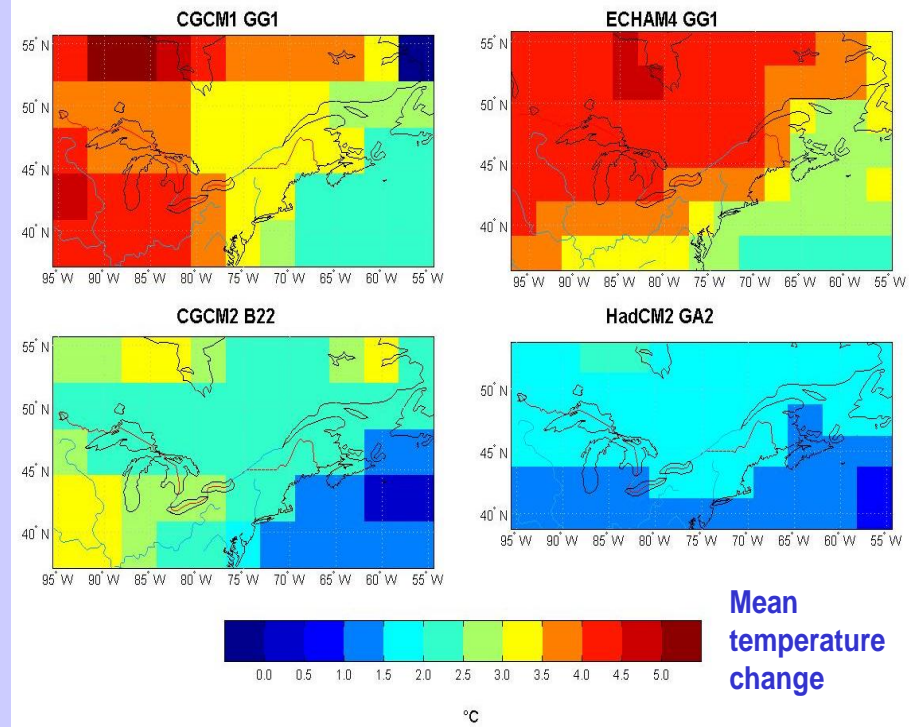 CGCM1 GG1
55° N
50° N
45° N
40° N
95° W 90° W 85° W 80° W 75° W 70° W 65° W 60° W 55° W
ECHAM4 GG1
55° N
50° N
45° N
40° N
95° W 90° W 85° W 80° W 75° W 70° W 65° W 60° W 55° W
CGCM2 B22
55° N
50° N
45° N
40° N
95° W 90° W 85° W 80° W 75° W 70° W 65° W 60° W 55° W
HadCM2 GA2
50° N
45° N
40° N
95° W 90° W 85° W 80° W 75° W 70° W 65° W 60° W 55° W
0.0 0.5 1.0 1.5 2.0 2.5 3.0 3.5 4.0 4.5 5.0
°C
Mean
temperature
change